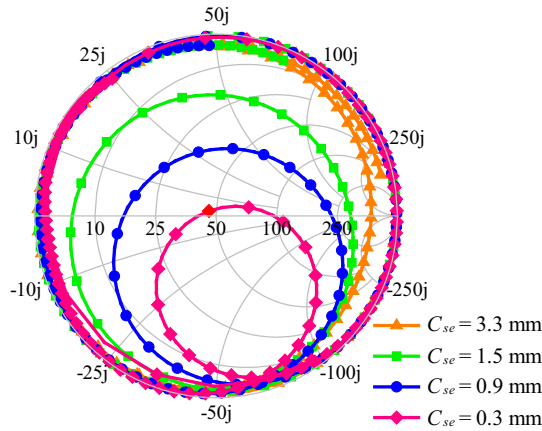 50j
25j
100j
10j
250j
10
25
50
100
250
-10j
-250j
-25j
-100j
-50j
C_se = 3.3 mm
C_se = 1.5 mm
C_se = 0.9 mm
C_se = 0.3 mm